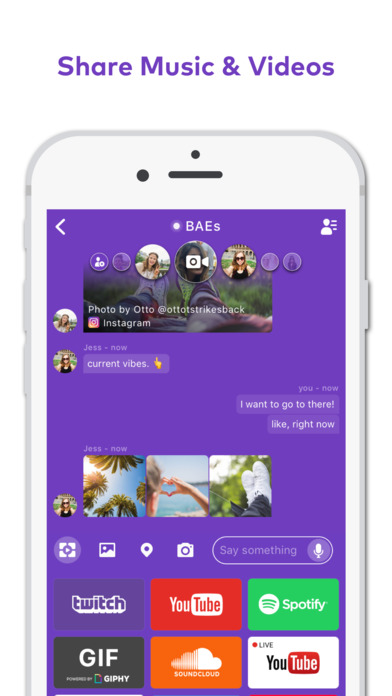 Share Music & Videos
BAEs
Photo by Otto @ottotstrikesback
Instagram
Jess - now
current vibes. 👆
you - now
I want to go to there!
like, right now
Jess - now
Say something
twitch
YouTube
Spotify
GIF
POWERED BY GIPHY
SOUNDCLOUD
LIVE
YouTube